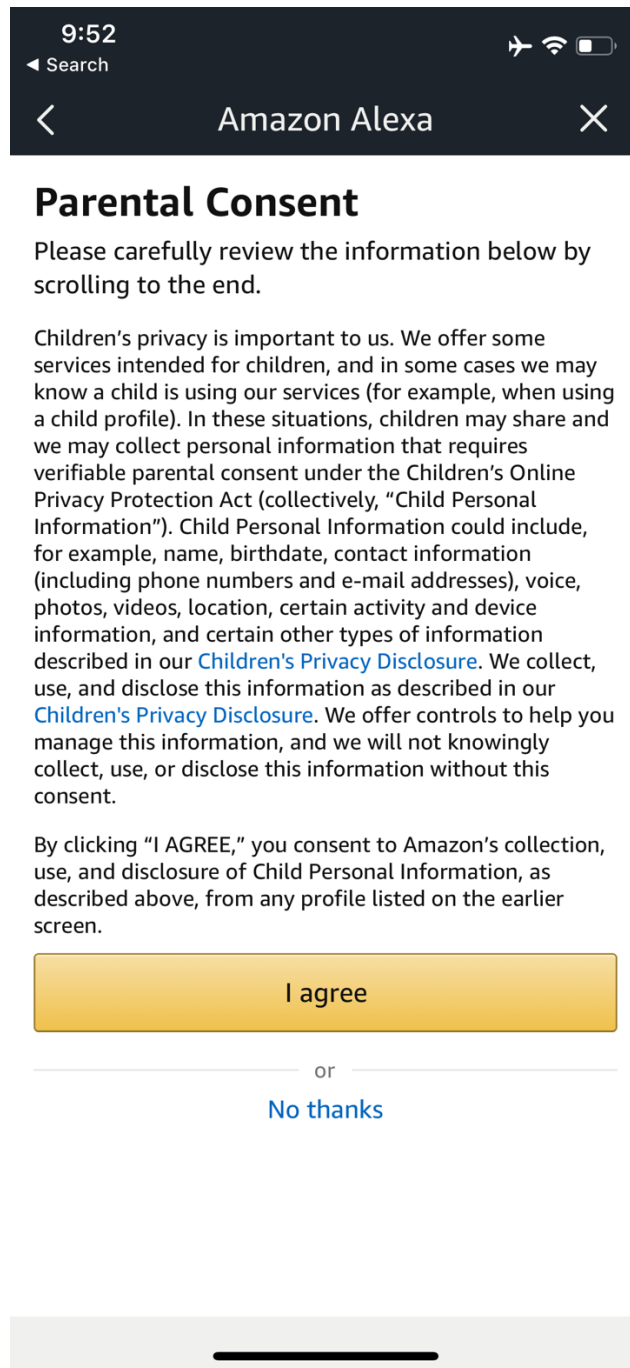 9:52
◀ Search
Amazon Alexa
Parental Consent
Please carefully review the information below by
scrolling to the end.
Children’s privacy is important to us. We offer some
services intended for children, and in some cases we may
know a child is using our services (for example, when using
a child profile). In these situations, children may share and
we may collect personal information that requires
verifiable parental consent under the Children’s Online
Privacy Protection Act (collectively, “Child Personal
Information”). Child Personal Information could include,
for example, name, birthdate, contact information
(including phone numbers and e-mail addresses), voice,
photos, videos, location, certain activity and device
information, and certain other types of information
described in our Children's Privacy Disclosure. We collect,
use, and disclose this information as described in our
Children's Privacy Disclosure. We offer controls to help you
manage this information, and we will not knowingly
collect, use, or disclose this information without this
consent.
By clicking “I AGREE,” you consent to Amazon’s collection,
use, and disclosure of Child Personal Information, as
described above, from any profile listed on the earlier
screen.
I agree
or
No thanks